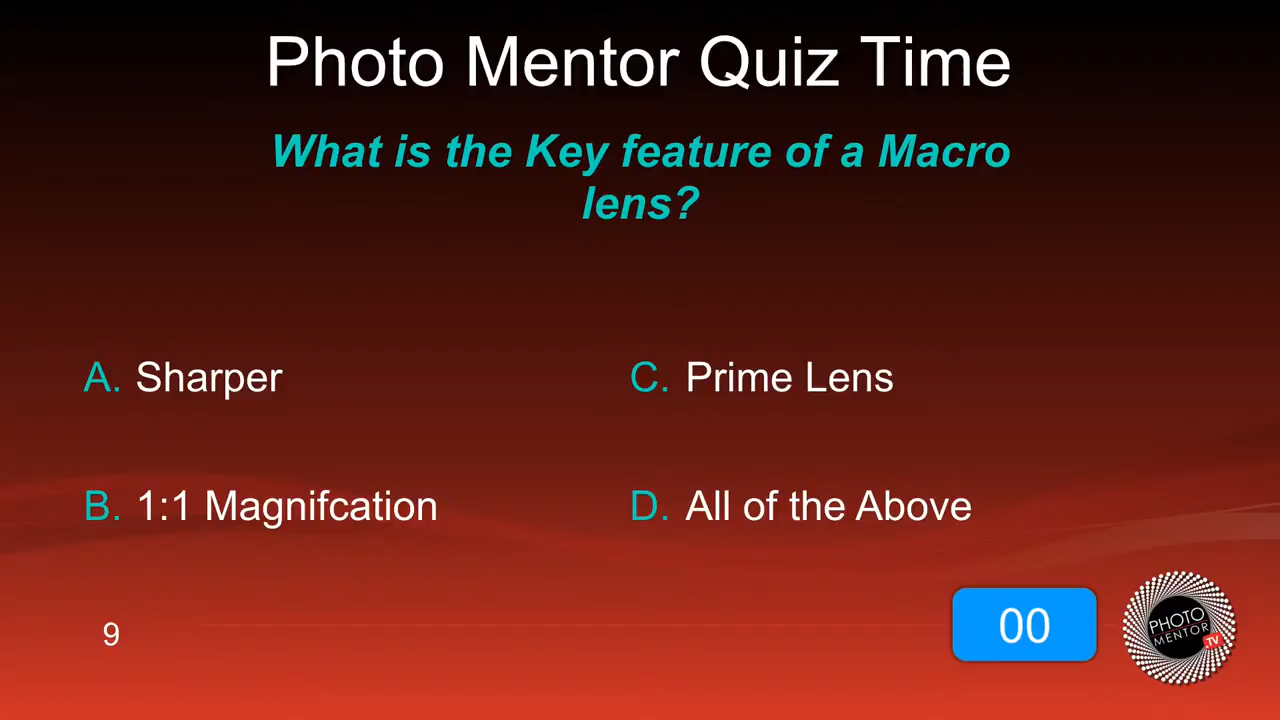 Photo Mentor Quiz Time
What is the Key feature of a Macro
lens?
A. Sharper
B. 1:1 Magnifcation
C. Prime Lens
D. All of the Above
9
00
PHOTO
MENTOR
TV